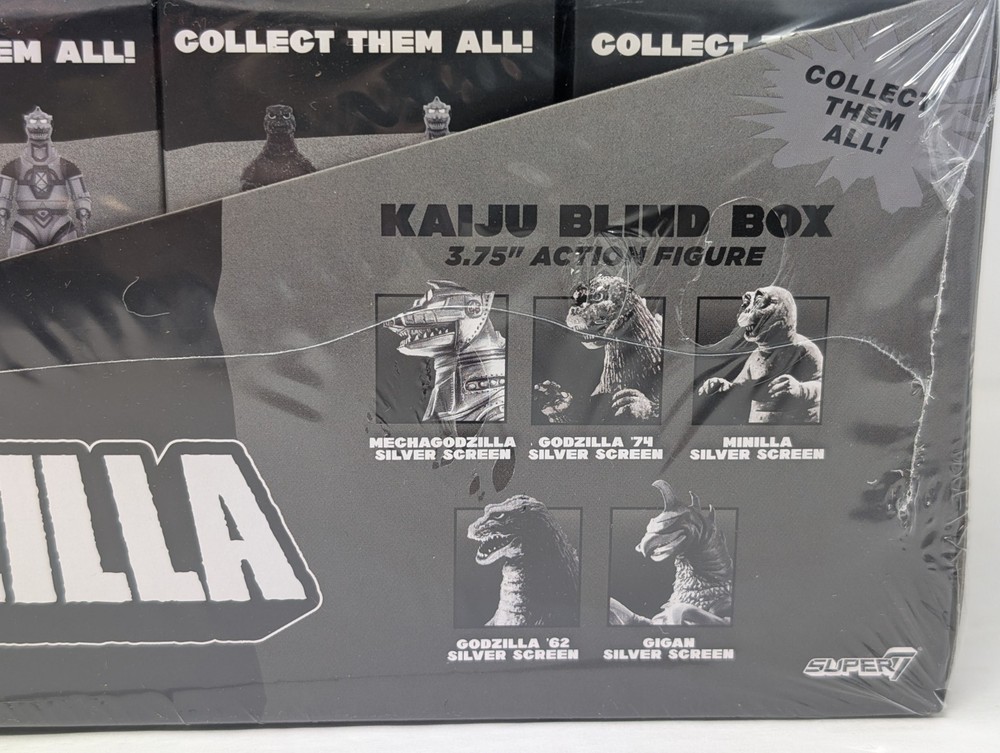 EM ALL!
COLLECT THEM ALL!
COLLECT
COLLECT
THEM
ALL!
KAIJU BLIND BOX
3.75" ACTION FIGURE
MECHAGODZILLA
SILVER SCREEN
GODZILLA '74
SILVER SCREEN
MINILLA
SILVER SCREEN
ILLA
GODZILLA '62
SILVER SCREEN
GIGAN
SILVER SCREEN
SUPER7